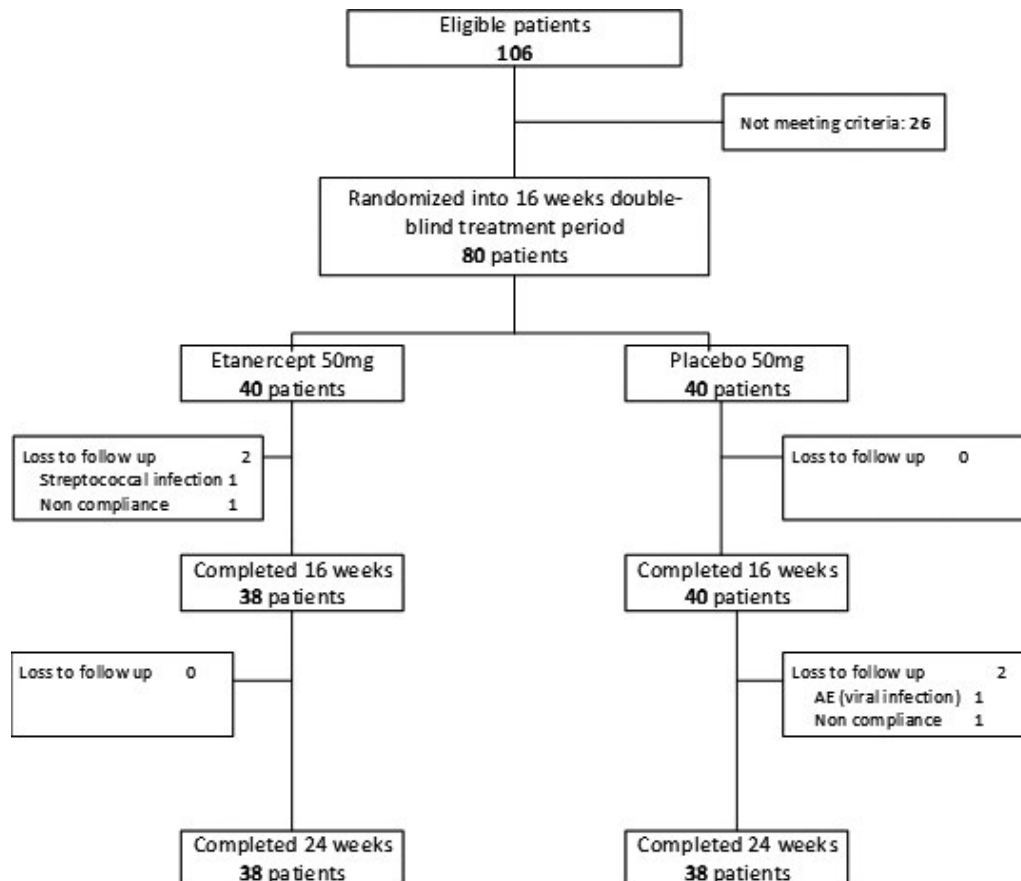 Eligible patients
106
Not meeting criteria: 26
Randomized into 16 weeks double-
blind treatment period
80 patients
Etanercept 50mg
40 patients
Placebo 50mg
40 patients
Loss to follow up 2
Streptococcal infection 1
Non compliance 1
Loss to follow up 0
Completed 16 weeks
38 patients
Completed 16 weeks
40 patients
Loss to follow up 0
Loss to follow up 2
AE (viral infection) 1
Non compliance 1
Completed 24 weeks
38 patients
Completed 24 weeks
38 patients